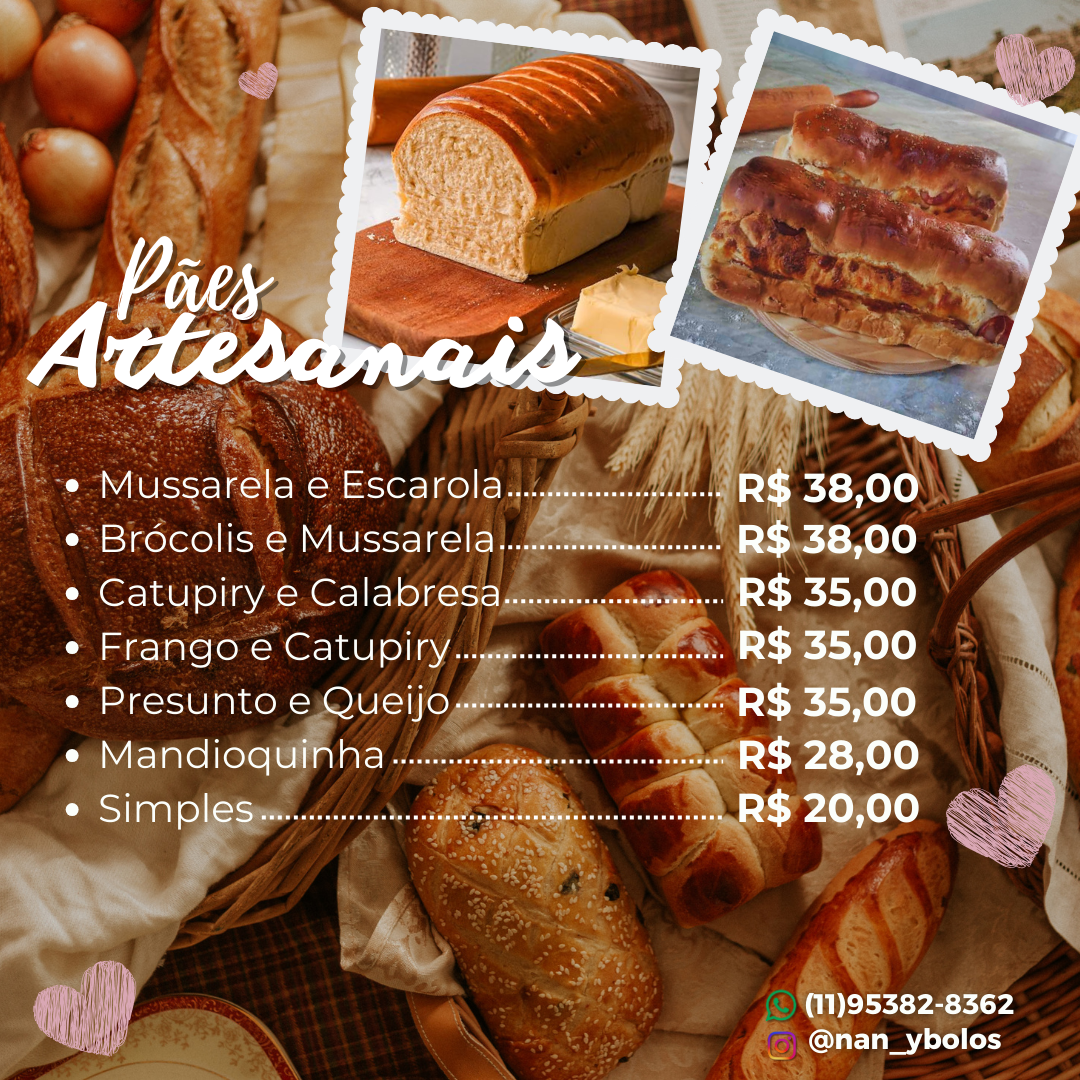 Pães
Artesanais
• Mussarela e Escarola........................ R$ 38,00
• Brócolis e Mussarela........................ R$ 38,00
• Catupiry e Calabresa........................ R$ 35,00
• Frango e Catupiry........................ R$ 35,00
• Presunto e Queijo........................ R$ 35,00
• Mandioquinha ........................ R$ 28,00
• Simples ........................ R$ 20,00
(11)95382-8362
@nan_ybolos